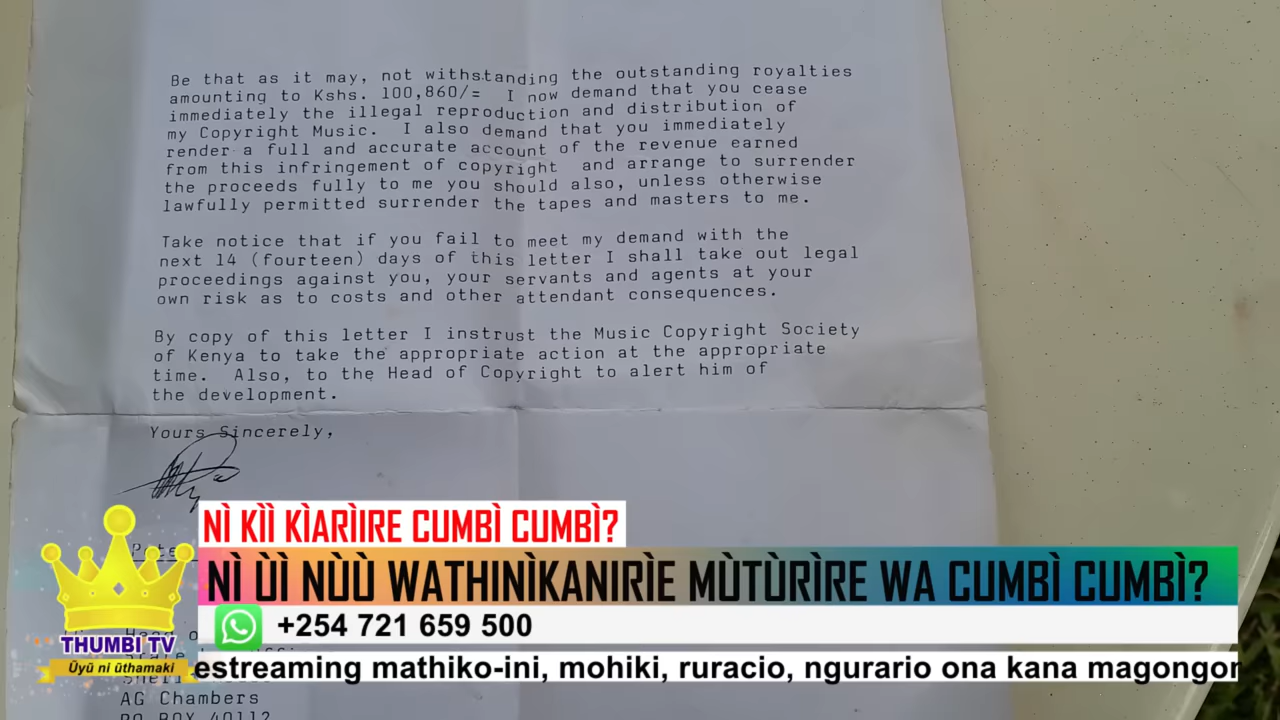 Be that as it may, not withstanding the outstanding royalties
amounting to Kshs. 100,860/= I now demand that you cease
immediately the illegal reproduction and distribution of
my Copyright Music. I also demand that you immediately
render a full and accurate account of the revenue earned
from this infringement of copyright and arrange to surrender
the proceeds fully to me you should also, unless otherwise
lawfully permitted surrender the tapes and masters to me.
Take notice that if you fail to meet my demand with the
next 14 (fourteen) days of this letter I shall take out legal
proceedings against you, your servants and agents at your
own risk as to costs and other attendant consequences.
By copy of this letter I instrust the Music Copyright Society
of Kenya to take the appropriate action at the appropriate
time. Also, to the Head of Copyright to alert him of
the development.
Yours Sincerely,
NÌ KÌÌ KÌARÌIRE CUMBÌ CUMBÌ?
NÌ ÙÌ NÙÙ WATHINÌKANIRÌE MÙTÙRÌRE WA CUMBÌ CUMBÌ?
+254 721 659 500
THUMBI TV
Ũyũ ni ũthamaki
estreaming mathiko-ini, mohiki, ruracio, ngurario ona kana magongon
AG Chambers
PO BOX 40112